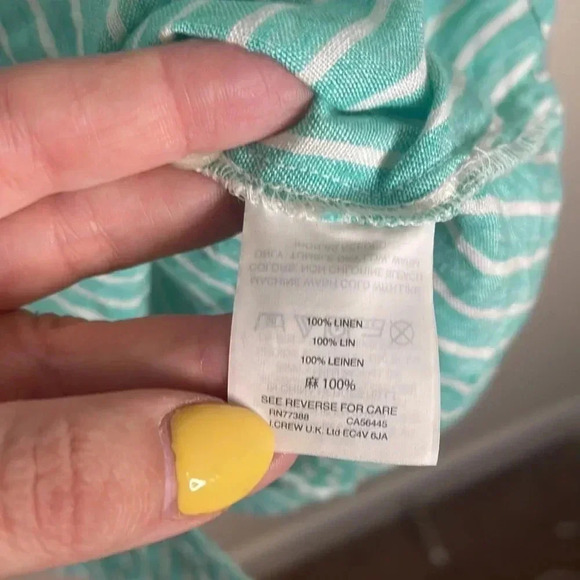 100% LINEN
100% LIN
100% LEINEN
麻 100%
SEE REVERSE FOR CARE
RN77388 CA56445
J.CREW U.K. Ltd EC4V 6JA